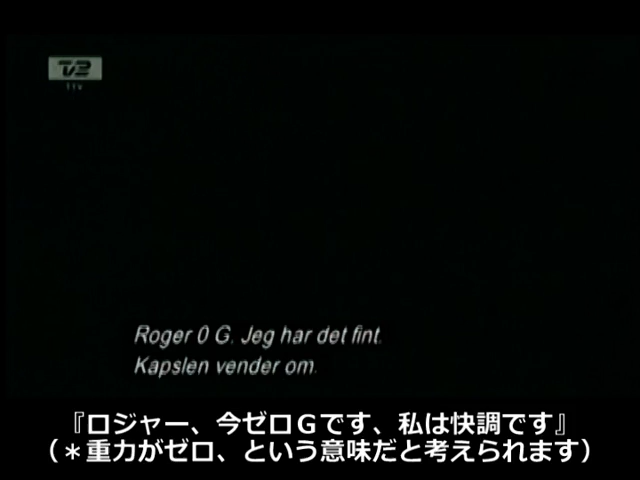 TV2
Roger 0 G. Jeg har det fint.
Kapslen vender om.
『ロジャー、今ゼロGです、私は快調です』
（＊重力がゼロ、という意味だと考えられます）